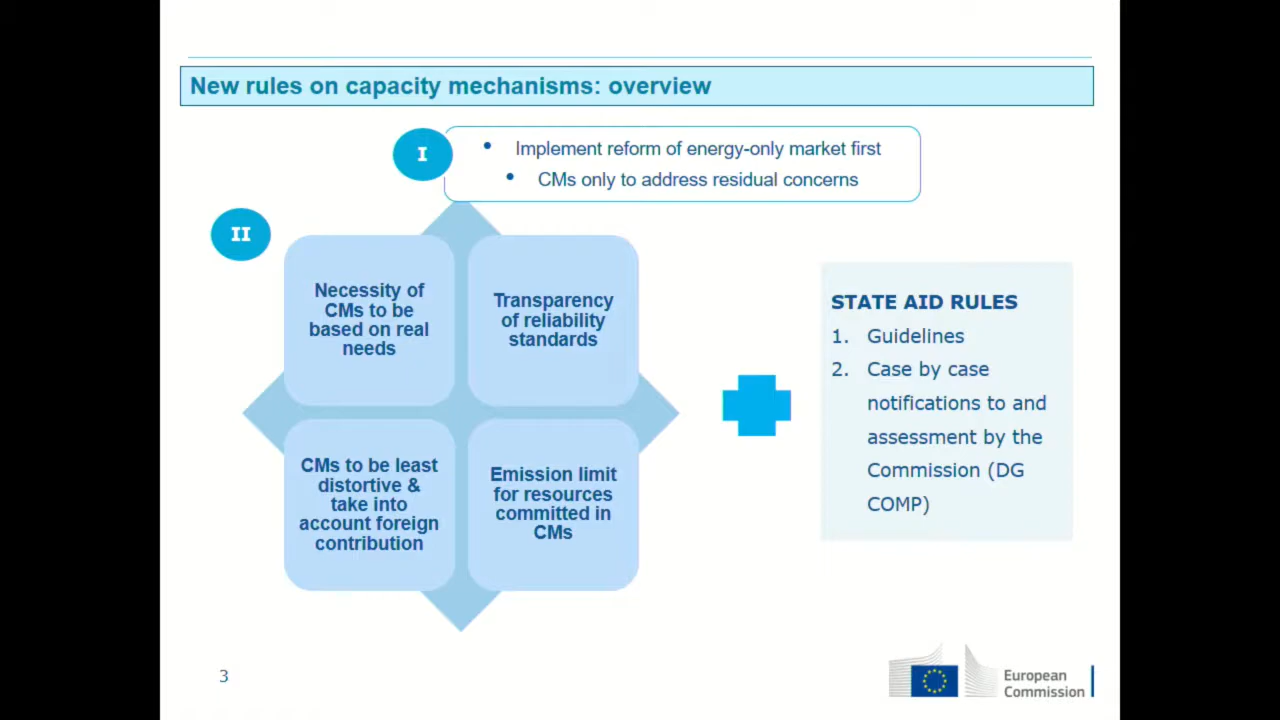 New rules on capacity mechanisms: overview
I
• Implement reform of energy-only market first
• CMs only to address residual concerns
II
Necessity of
CMs to be
based on real
needs
Transparency
of reliability
standards
CMs to be least
distortive &
take into
account foreign
contribution
Emission limit
for resources
committed in
CMs
STATE AID RULES
1. Guidelines
2. Case by case
notifications to and
assessment by the
Commission (DG
COMP)
3
European
Commission